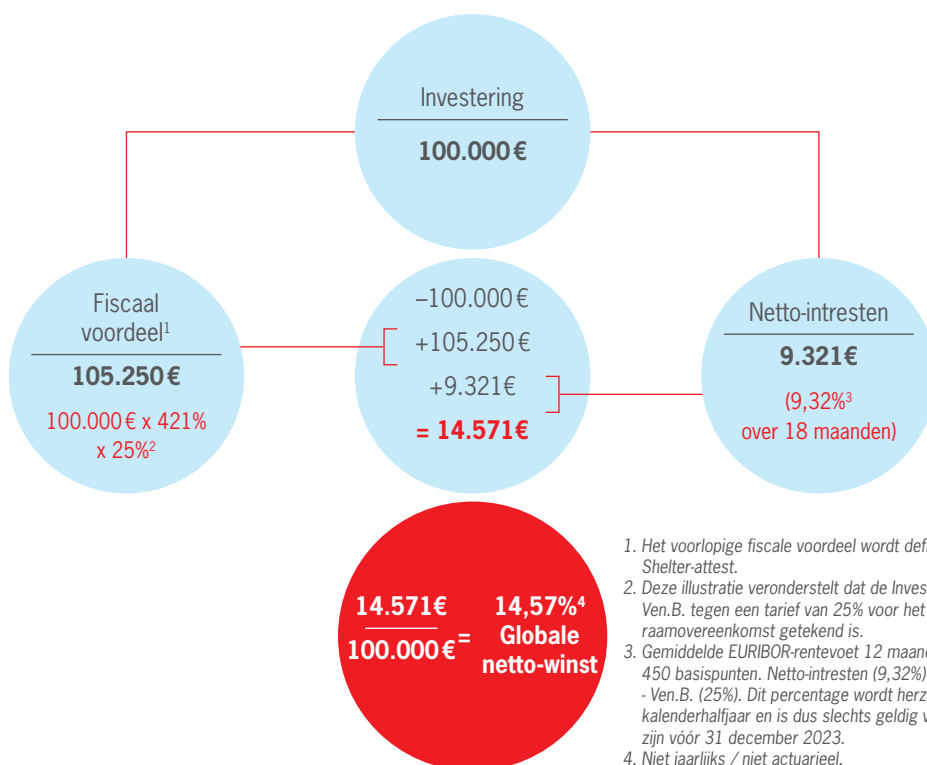 Investering
100.000 €
Fiscaal
voordeel1
105.250 €
100.000 € x 421%
x 25%2
–100.000 €
+105.250 €
+9.321€
= 14.571€
Netto-intresten
9.321€
(9,32%3
over 18 maanden)
14.571€
100.000€
=
14,57%4
Globale
netto-winst
1. Het voorlopige fiscale voordeel wordt
Shelter-attest.
2. Deze illustratie veronderstelt dat de
Ven.B. tegen een tarief van 25% voor het
raamovereenkomst getekend is.
3. Gemiddelde EURIBOR-rentevoet 12
450 basispunten. Netto-intresten (9,32%)
- Ven.B. (25%). Dit percentage wordt
kalenderhalfjaar en is dus slechts geldig
zijn vóór 31 december 2023.
4. Niet jaarlijks / niet actuarieel.